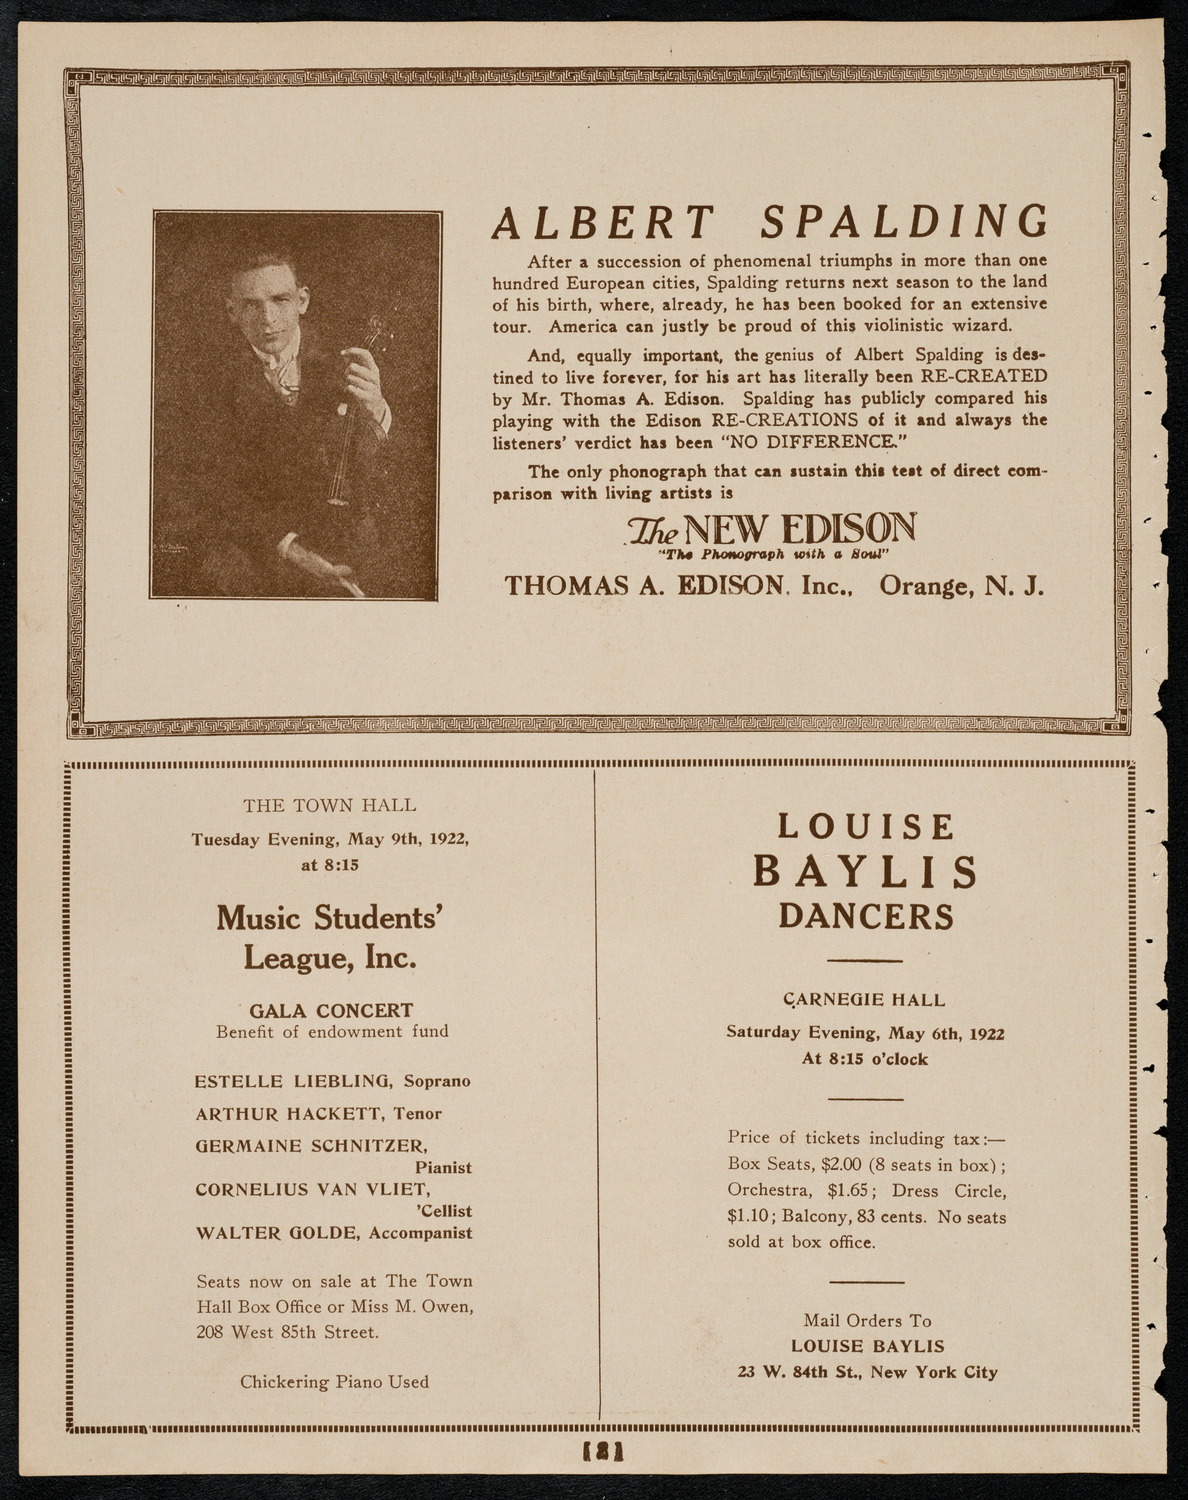 ALBERT SPALDING
After a succession of phenomenal triumphs in more than one
hundred European cities, Spalding returns next season to the land
of his birth, where, already, he has been booked for an extensive
tour. America can justly be proud of this violinistic wizard.
And, equally important, the genius of Albert Spalding is des-
tined to live forever, for his art has literally been RE-CREATED
by Mr. Thomas A. Edison. Spalding has publicly compared his
playing with the Edison RE-CREATIONS of it and always the
listeners' verdict has been "NO DIFFERENCE."
The only phonograph that can sustain this test of direct com-
parison with living artists is
The NEW EDISON
"The Phonograph with a Soul"
THOMAS A. EDISON, Inc., Orange, N. J.
THE TOWN HALL
Tuesday Evening, May 9th, 1922,
at 8:15
Music Students'
League, Inc.
GALA CONCERT
Benefit of endowment fund
ESTELLE LIEBLING, Soprano
ARTHUR HACKETT, Tenor
GERMAINE SCHNITZER,
Pianist
CORNELIUS VAN VLIET,
'Cellist
WALTER GOLDE, Accompanist
Seats now on sale at The Town
Hall Box Office or Miss M. Owen,
208 West 85th Street.
Chickering Piano Used
LOUISE
BAYLIS
DANCERS
CARNEGIE HALL
Saturday Evening, May 6th, 1922
At 8:15 o'clock
Price of tickets including tax:—
Box Seats, $2.00 (8 seats in box);
Orchestra, $1.65; Dress Circle,
$1.10; Balcony, 83 cents. No seats
sold at box office.
Mail Orders To
LOUISE BAYLIS
23 W. 84th St., New York City
[2]